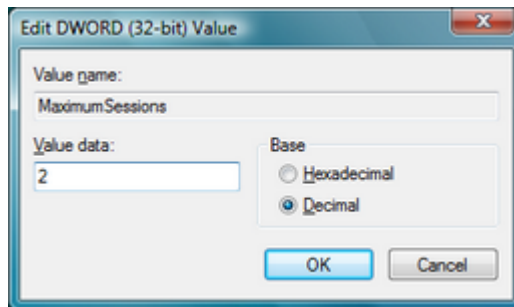 Edit DWORD (32-bit) Value
Value name:
MaximumSessions
Value data:
2
Base
Hexadecimal
Decimal
OK
Cancel